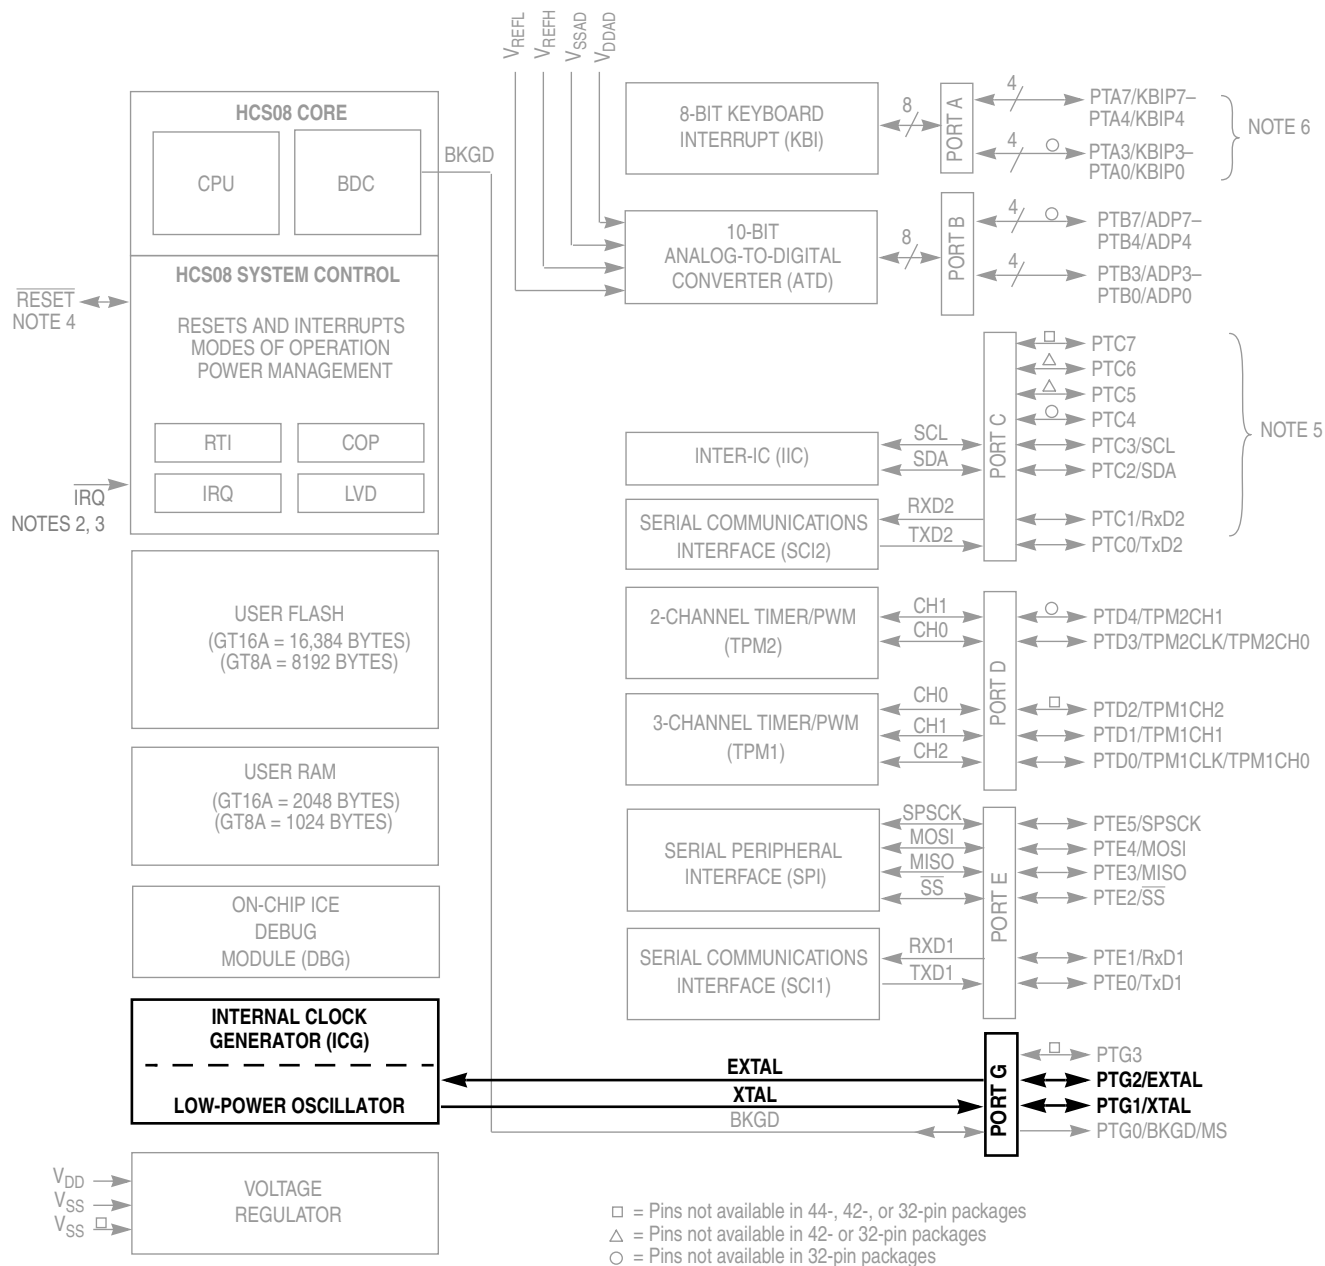 V_REFL
V_REFH
V_SSAD
V_DDAD
HCS08 CORE
CPU
BDC
BKGD
HCS08 SYSTEM CONTROL
RESETS AND INTERRUPTS
MODES OF OPERATION
POWER MANAGEMENT
RTI
COP
IRQ
LVD
RESET
NOTE 4
IRQ
NOTES 2, 3
USER FLASH
(GT16A = 16,384 BYTES)
(GT8A = 8192 BYTES)
USER RAM
(GT16A = 2048 BYTES)
(GT8A = 1024 BYTES)
ON-CHIP ICE
DEBUG
MODULE (DBG)
INTERNAL CLOCK
GENERATOR (ICG)
LOW-POWER OSCILLATOR
VOLTAGE
REGULATOR
V_DD
V_SS
V_SS
8-BIT KEYBOARD
INTERRUPT (KBI)
8
PORT A
4
PTA7/KBIP7–
PTA4/KBIP4
4
PTA3/KBIP3–
PTA0/KBIP0
NOTE 6
10-BIT
ANALOG-TO-DIGITAL
CONVERTER (ATD)
8
PORT B
4
PTB7/ADP7–
PTB4/ADP4
4
PTB3/ADP3–
PTB0/ADP0
INTER-IC (IIC)
SCL
SDA
SERIAL COMMUNICATIONS
INTERFACE (SCI2)
RXD2
TXD2
PORT C
PTC7
PTC6
PTC5
PTC4
PTC3/SCL
PTC2/SDA
PTC1/RxD2
PTC0/TxD2
NOTE 5
2-CHANNEL TIMER/PWM
(TPM2)
CH1
CH0
3-CHANNEL TIMER/PWM
(TPM1)
CH0
CH1
CH2
PORT D
PTD4/TPM2CH1
PTD3/TPM2CLK/TPM2CH0
PTD2/TPM1CH2
PTD1/TPM1CH1
PTD0/TPM1CLK/TPM1CH0
SERIAL PERIPHERAL
INTERFACE (SPI)
SPSCK
MOSI
MISO
SS
SERIAL COMMUNICATIONS
INTERFACE (SCI1)
RXD1
TXD1
PORT E
PTE5/SPSCK
PTE4/MOSI
PTE3/MISO
PTE2/SS
PTE1/RxD1
PTE0/TxD1
EXTAL
XTAL
BKGD
PORT G
PTG3
PTG2/EXTAL
PTG1/XTAL
PTG0/BKGD/MS
□ = Pins not available in 44-, 42-, or 32-pin packages
△ = Pins not available in 42- or 32-pin packages
○ = Pins not available in 32-pin packages